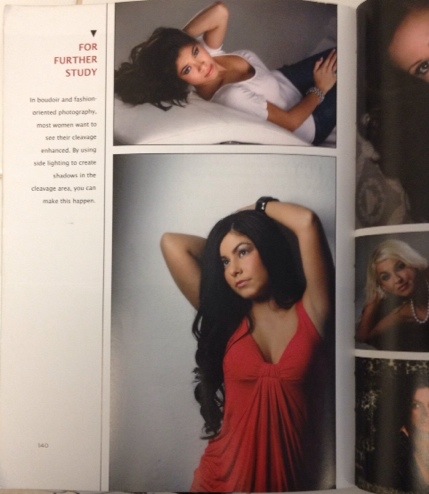 FOR
FURTHER
STUDY
In boudoir and fashion-
oriented photography,
most women want to
see their cleavage
enhanced. By using
side lighting to create
shadows in the
cleavage area, you can
make this happen.
140